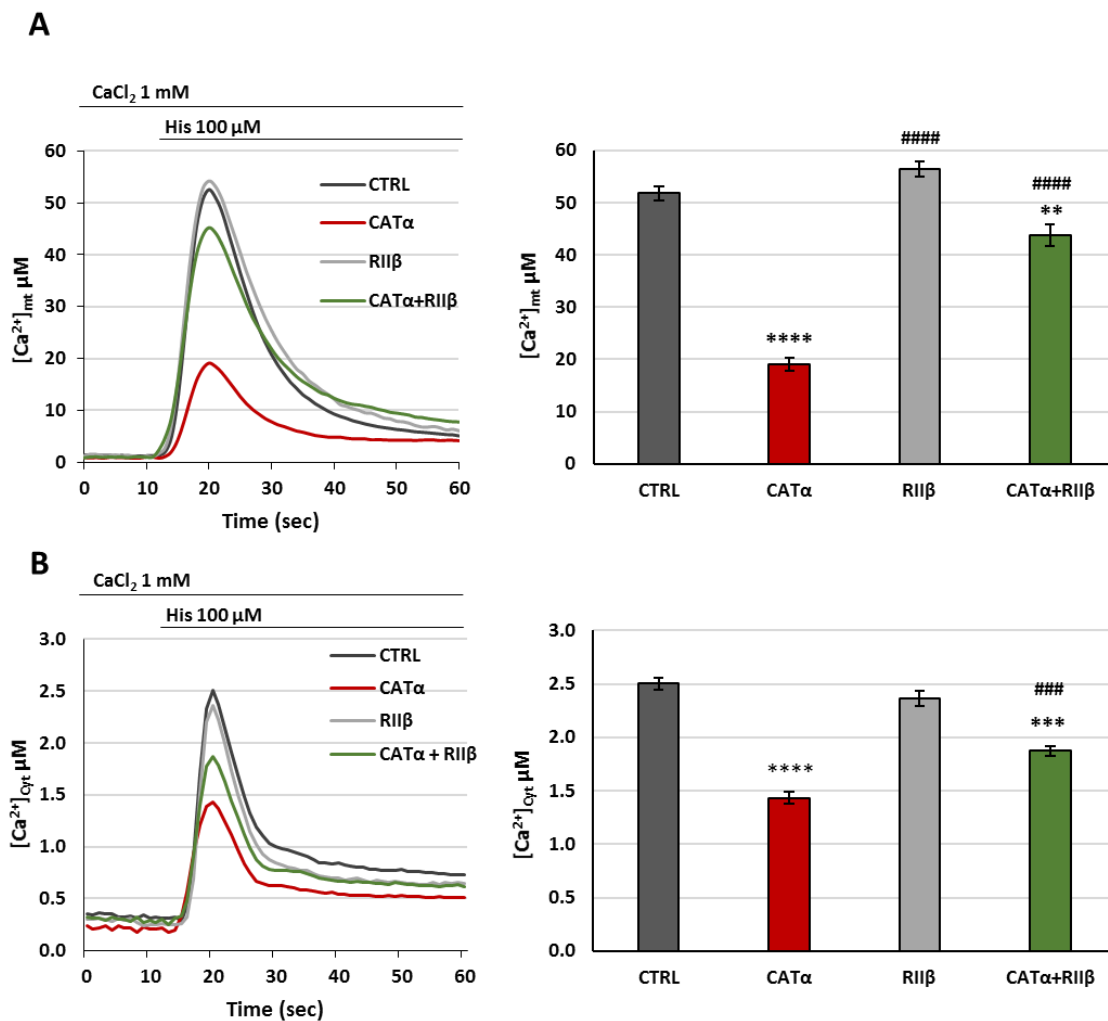 A
CaCl₂ 1 mM
His 100 µM
60
50
40
30
20
10
0
[Ca²⁺]mt µM
CTRL
CATα
RIIβ
CATα+RIIβ
0 10 20 30 40 50 60
Time (sec)
60
50
40
30
20
10
0
[Ca²⁺]mt µM
****
####
####
**
CTRL CATα RIIβ CATα+RIIβ
B
CaCl₂ 1 mM
His 100 µM
3.0
2.5
2.0
1.5
1.0
0.5
0.0
[Ca²⁺]Cyt µM
CTRL
CATα
RIIβ
CATα + RIIβ
0 10 20 30 40 50 60
Time (sec)
3.0
2.5
2.0
1.5
1.0
0.5
0.0
[Ca²⁺]Cyt µM
****
###
***
CTRL CATα RIIβ CATα+RIIβ